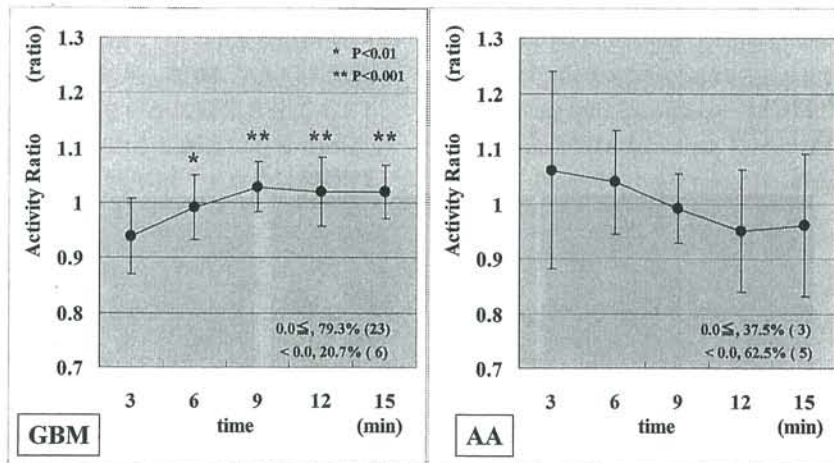 1.3
1.2
1.1
1
0.9
0.8
0.7
Activity Ratio (ratio)
* P<0.01
** P<0.001
* ** ** **
0.0≦, 79.3% (23)
< 0.0, 20.7% ( 6)
3 6 9 12 15
time (min)
GBM
1.3
1.2
1.1
1
0.9
0.8
0.7
Activity Ratio (ratio)
0.0≦, 37.5% ( 3)
< 0.0, 62.5% ( 5)
3 6 9 12 15
time (min)
AA